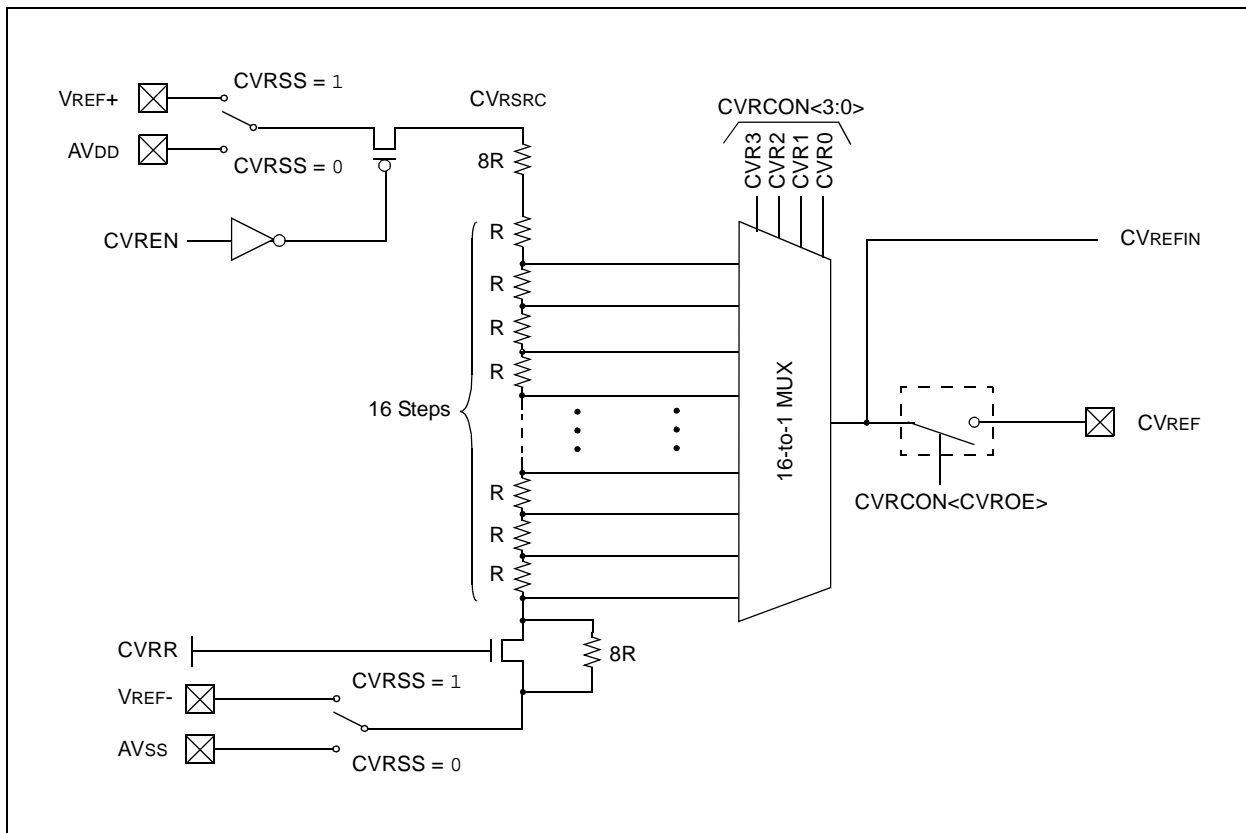 VREF+
CVRSS = 1
AVDD
CVRSS = 0
CVREN
CVRSRC
8R
R
R
R
R
16 Steps
R
R
R
CVRCON<3:0>
CVR3
CVR2
CVR1
CVR0
16-to-1 MUX
CVREFIN
CVREF
CVRCON<CVROE>
CVRR
8R
VREF-
CVRSS = 1
AVSS
CVRSS = 0